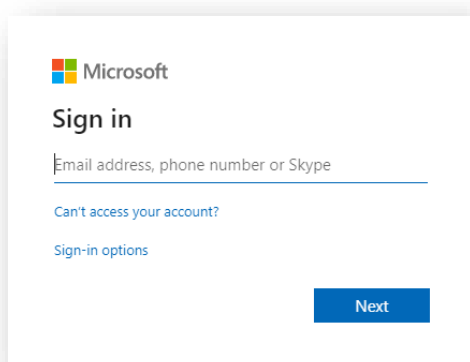 Microsoft
Sign in
Email address, phone number or Skype
Can't access your account?
Sign-in options
Next